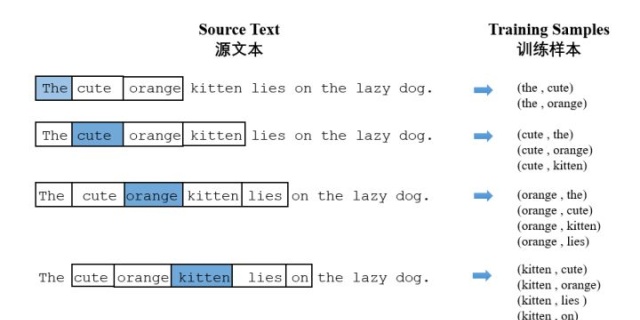 Source Text
源文本
Training Samples
训练样本
The cute orange kitten lies on the lazy dog.
(the , cute)
(the , orange)
The cute orange kitten lies on the lazy dog.
(cute , the)
(cute , orange)
(cute , kitten)
The cute orange kitten lies on the lazy dog.
(orange , the)
(orange , cute)
(orange , kitten)
(orange , lies)
The cute orange kitten lies on the lazy dog.
(kitten , cute)
(kitten , orange)
(kitten , lies )
(kitten , on)